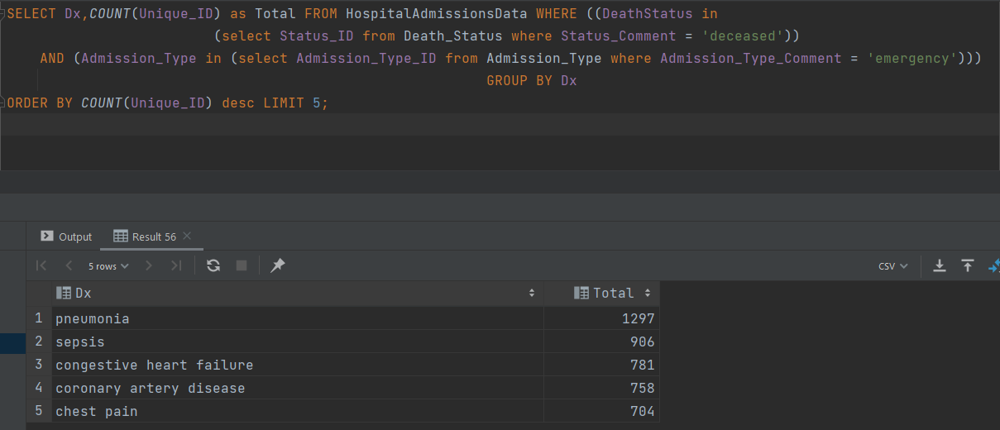 SELECT Dx,COUNT(Unique_ID) as Total FROM HospitalAdmissionsData WHERE ((DeathStatus in
(select Status_ID from Death_Status where Status_Comment = 'deceased'))
AND (Admission_Type in (select Admission_Type_ID from Admission_Type where Admission_Type_Comment = 'emergency')))
GROUP BY Dx
ORDER BY COUNT(Unique_ID) desc LIMIT 5;
Output Result 56
5 rows CSV
Dx Total
1 pneumonia 1297
2 sepsis 906
3 congestive heart failure 781
4 coronary artery disease 758
5 chest pain 704